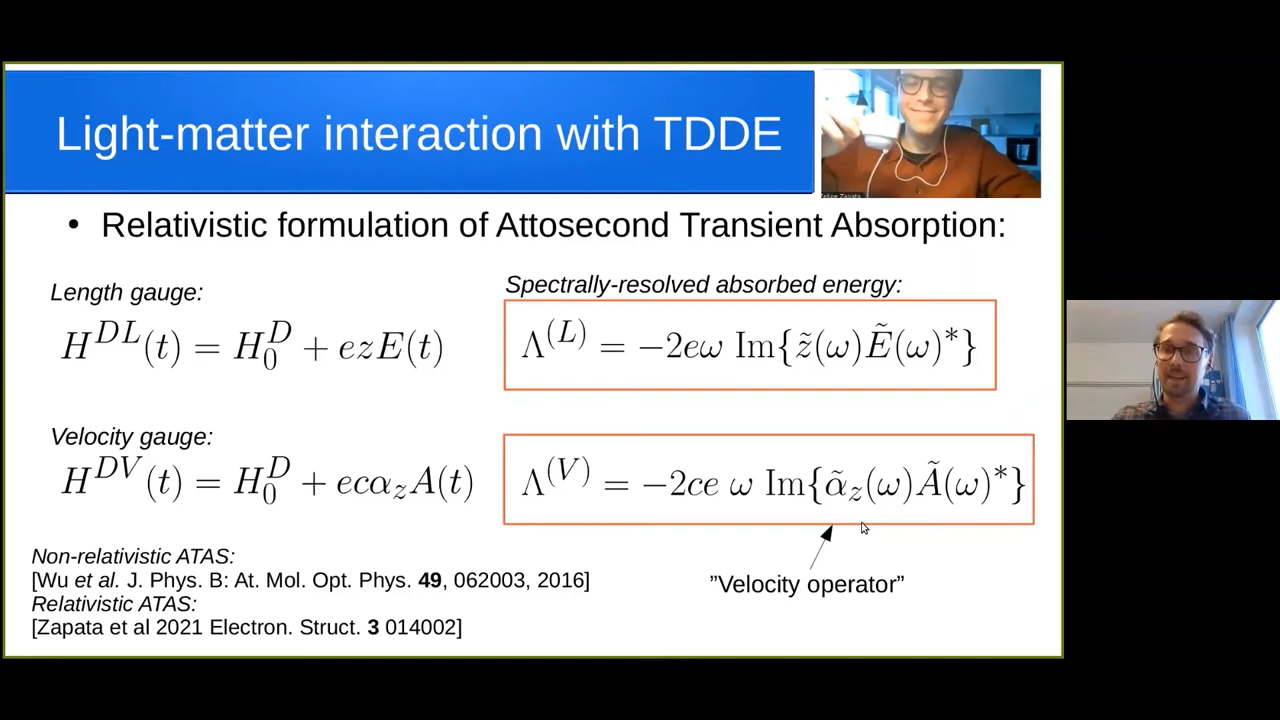 Light-matter interaction with TDDE
Felipe Zapata
• Relativistic formulation of Attosecond Transient Absorption:
Length gauge:
H^{DL}(t) = H_0^D + ezE(t)
Spectrally-resolved absorbed energy:
Λ^{(L)} = −2eω Im{z̃(ω)Ẽ(ω)*}
Velocity gauge:
H^{DV}(t) = H_0^D + ecα_zA(t)
Λ^{(V)} = −2ce ω Im{α̃_z(ω)Ã(ω)*}
”Velocity operator”
Non-relativistic ATAS:
[Wu et al. J. Phys. B: At. Mol. Opt. Phys. 49, 062003, 2016]
Relativistic ATAS:
[Zapata et al 2021 Electron. Struct. 3 014002]